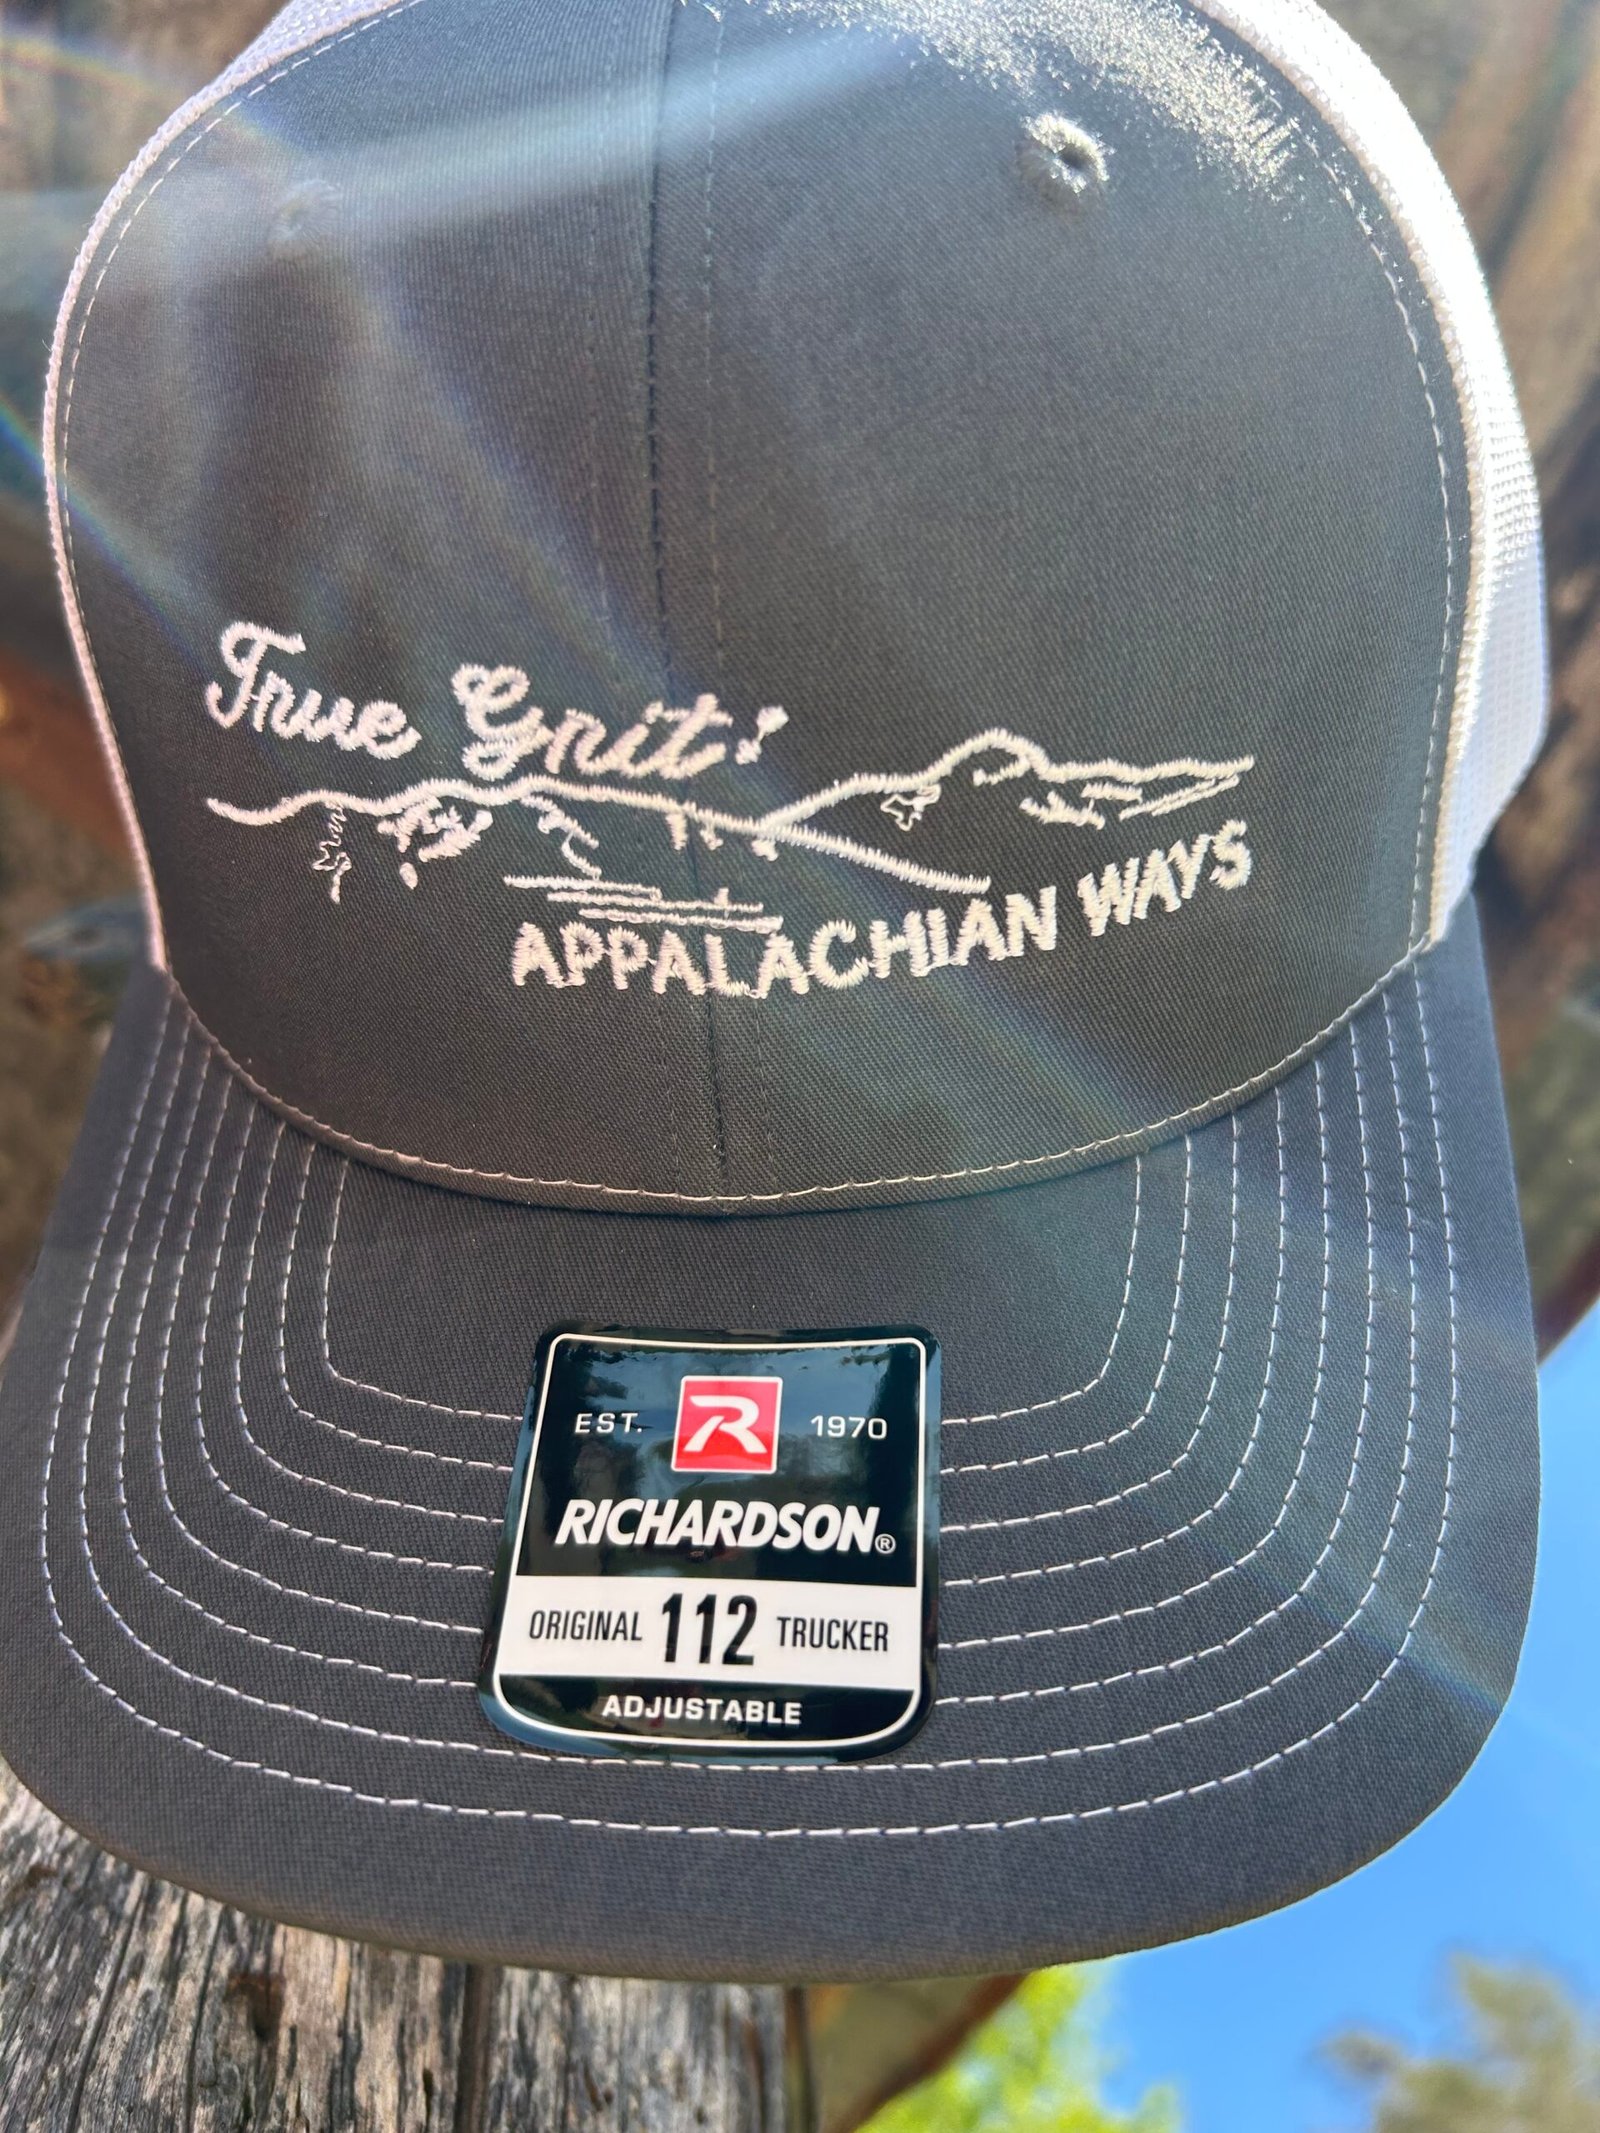 True Grit!
APPALACHIAN WAYS
EST. R 1970
RICHARDSON®
ORIGINAL 112 TRUCKER
ADJUSTABLE